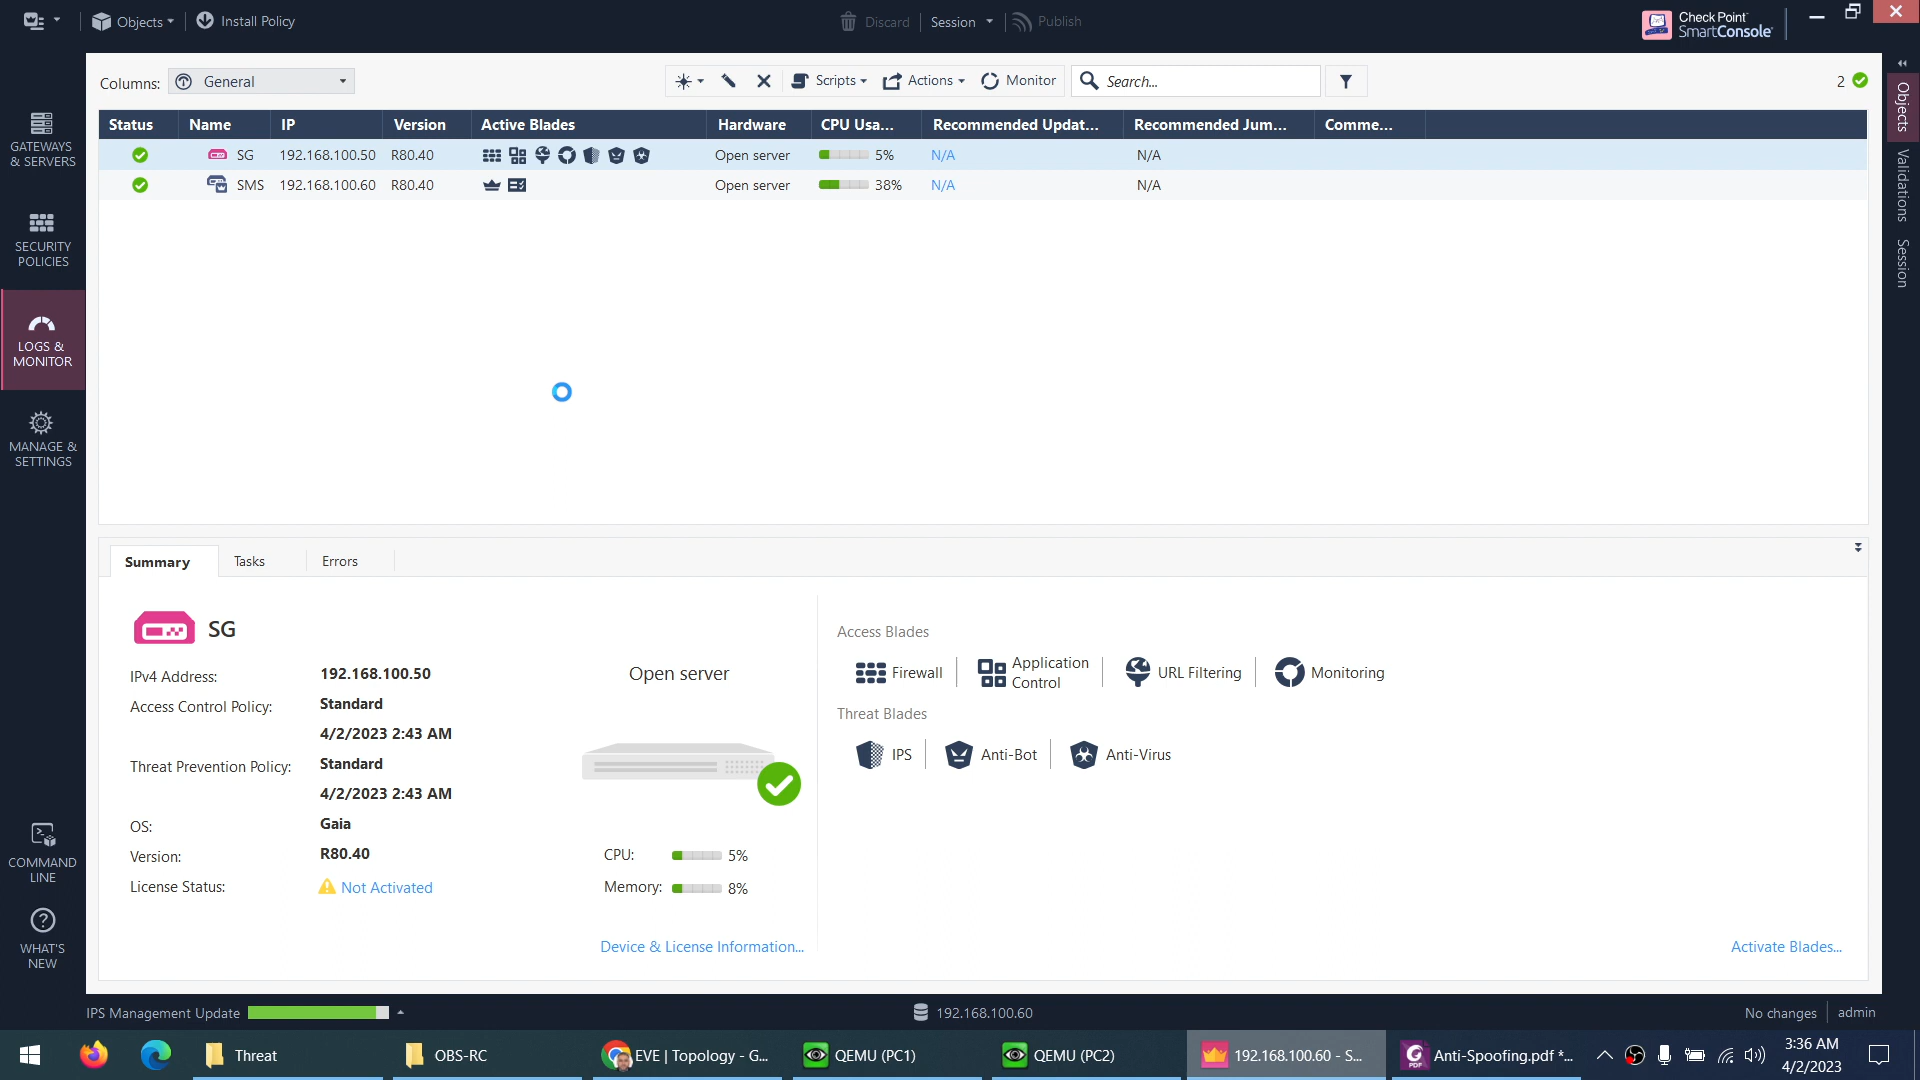 Objects
Install Policy
Discard
Session
Publish
Check Point
SmartConsole
Columns:
General
Scripts
Actions
Monitor
Search...
2
Status Name IP Version Active Blades Hardware CPU Usa... Recommended Updat... Recommended Jum... Comme...
SG 192.168.100.50 R80.40 Open server 5% N/A N/A
SMS 192.168.100.60 R80.40 Open server 38% N/A N/A
GATEWAYS
& SERVERS
SECURITY
POLICIES
LOGS &
MONITOR
MANAGE &
SETTINGS
COMMAND
LINE
WHAT'S
NEW
Objects
Validations
Session
Summary Tasks Errors
SG
IPv4 Address: 192.168.100.50
Access Control Policy: Standard
4/2/2023 2:43 AM
Threat Prevention Policy: Standard
4/2/2023 2:43 AM
OS: Gaia
Version: R80.40
License Status: Not Activated
Open server
CPU: 5%
Memory: 8%
Device & License Information...
Access Blades
Firewall
Application
Control
URL Filtering
Monitoring
Threat Blades
IPS
Anti-Bot
Anti-Virus
Activate Blades...
IPS Management Update
192.168.100.60
No changes
admin
Threat
OBS-RC
EVE | Topology - G...
QEMU (PC1)
QEMU (PC2)
192.168.100.60 - S...
PDF
Anti-Spoofing.pdf *...
3:36 AM
4/2/2023